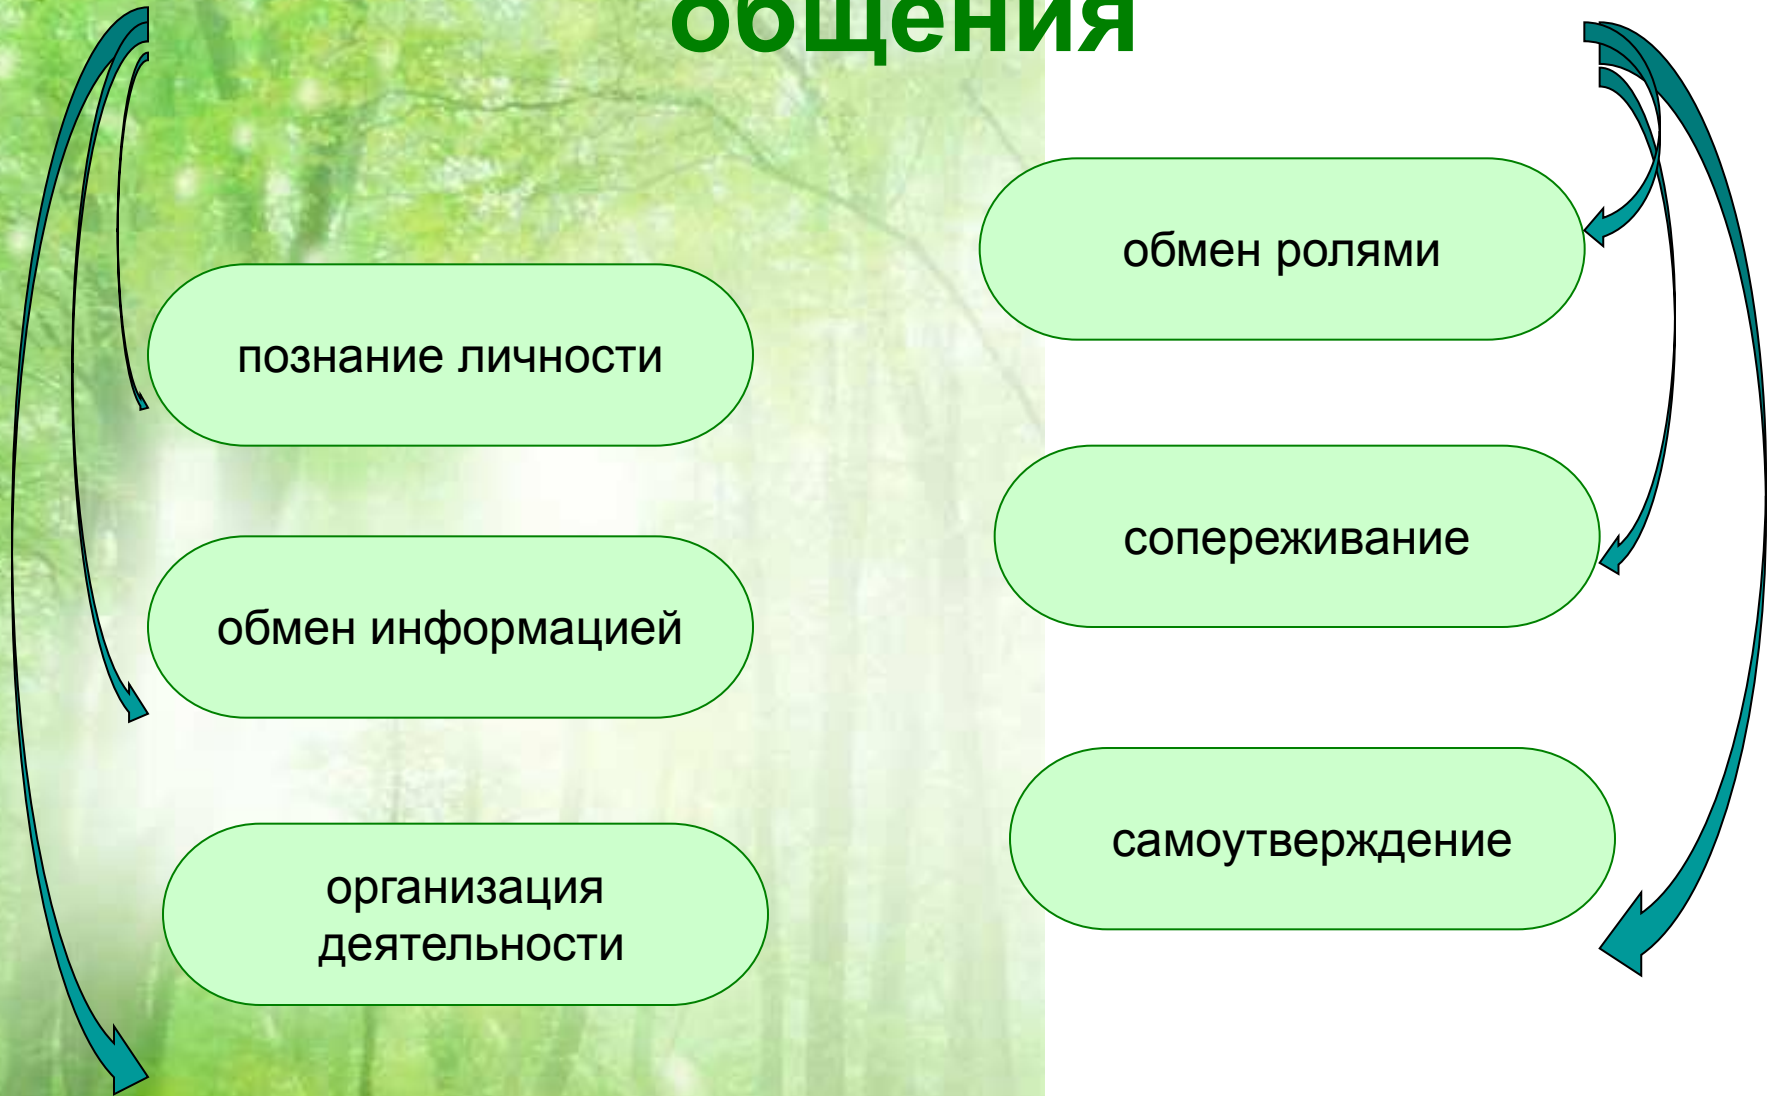 общения
познание личности
обмен информацией
организация
деятельности
обмен ролями
сопереживание
самоутверждение